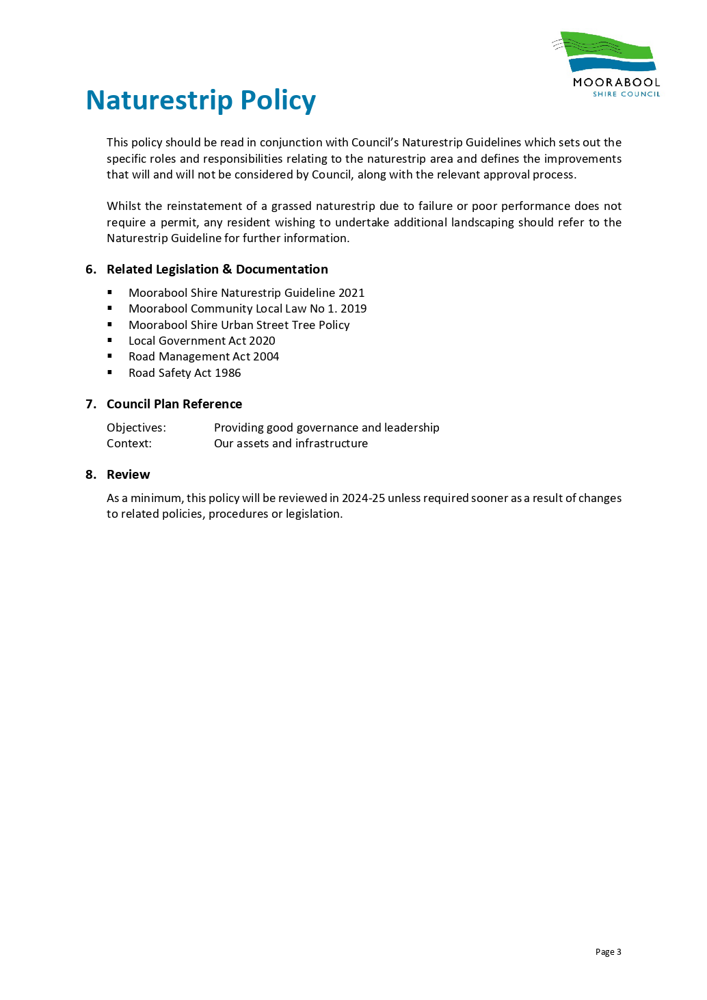 MOORABOOL
SHIRE COUNCIL
Naturestrip Policy
This policy should be read in conjunction with Council’s Naturestrip Guidelines which sets out the
specific roles and responsibilities relating to the naturestrip area and defines the improvements
that will and will not be considered by Council, along with the relevant approval process.
Whilst the reinstatement of a grassed naturestrip due to failure or poor performance does not
require a permit, any resident wishing to undertake additional landscaping should refer to the
Naturestrip Guideline for further information.
6. Related Legislation & Documentation
▪ Moorabool Shire Naturestrip Guideline 2021
▪ Moorabool Community Local Law No 1. 2019
▪ Moorabool Shire Urban Street Tree Policy
▪ Local Government Act 2020
▪ Road Management Act 2004
▪ Road Safety Act 1986
7. Council Plan Reference
Objectives: Providing good governance and leadership
Context: Our assets and infrastructure
8. Review
As a minimum, this policy will be reviewed in 2024-25 unless required sooner as a result of changes
to related policies, procedures or legislation.
Page 3